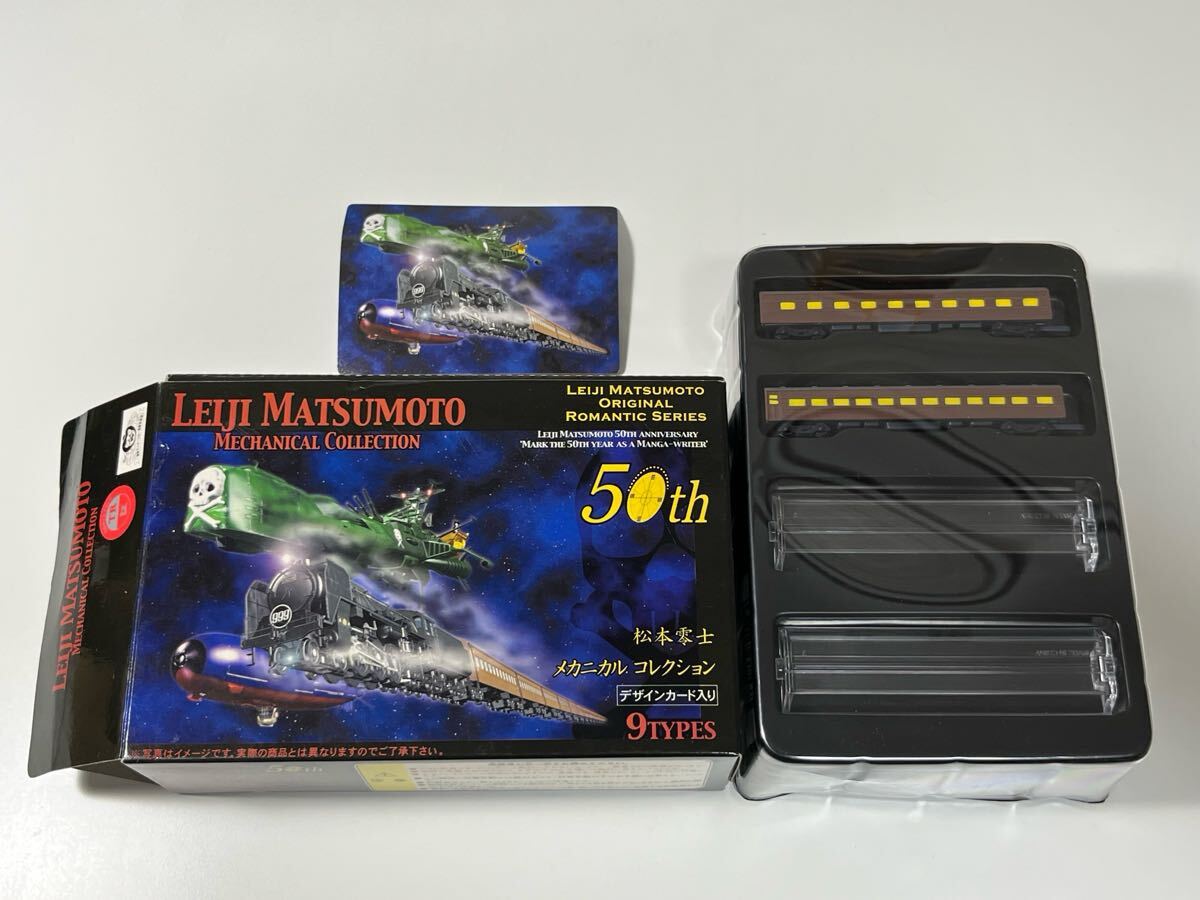 999
LEIJI MATSUMOTO
MECHANICAL COLLECTION
LEIJI MATSUMOTO
ORIGINAL
ROMANTIC SERIES
LEIJI MATSUMOTO 50TH ANNIVERSARY
'MARK THE 50TH YEAR AS A MANGA-WRITER'
50th
999
松本零士
メカニカル コレクション
デザインカード入り
9TYPES
※写真はイメージです。実際の商品とは異なりますのでご了承下さい。
50th
LEIJI MATSUMOTO
MECHANICAL COLLECTION